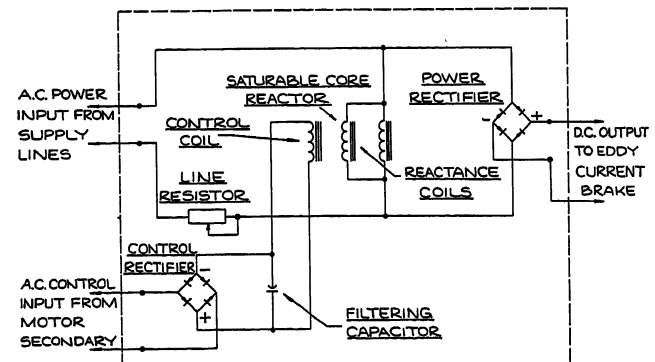 A.C. POWER
INPUT FROM
SUPPLY
LINES
SATURABLE CORE
REACTOR
CONTROL
COIL
LINE
RESISTOR
POWER
RECTIFIER
-
+
D.C. OUTPUT
TO EDDY
CURRENT
BRAKE
REACTANCE
COILS
CONTROL
RECTIFIER
-
+
A.C. CONTROL
INPUT FROM
MOTOR
SECONDARY
FILTERING
CAPACITOR